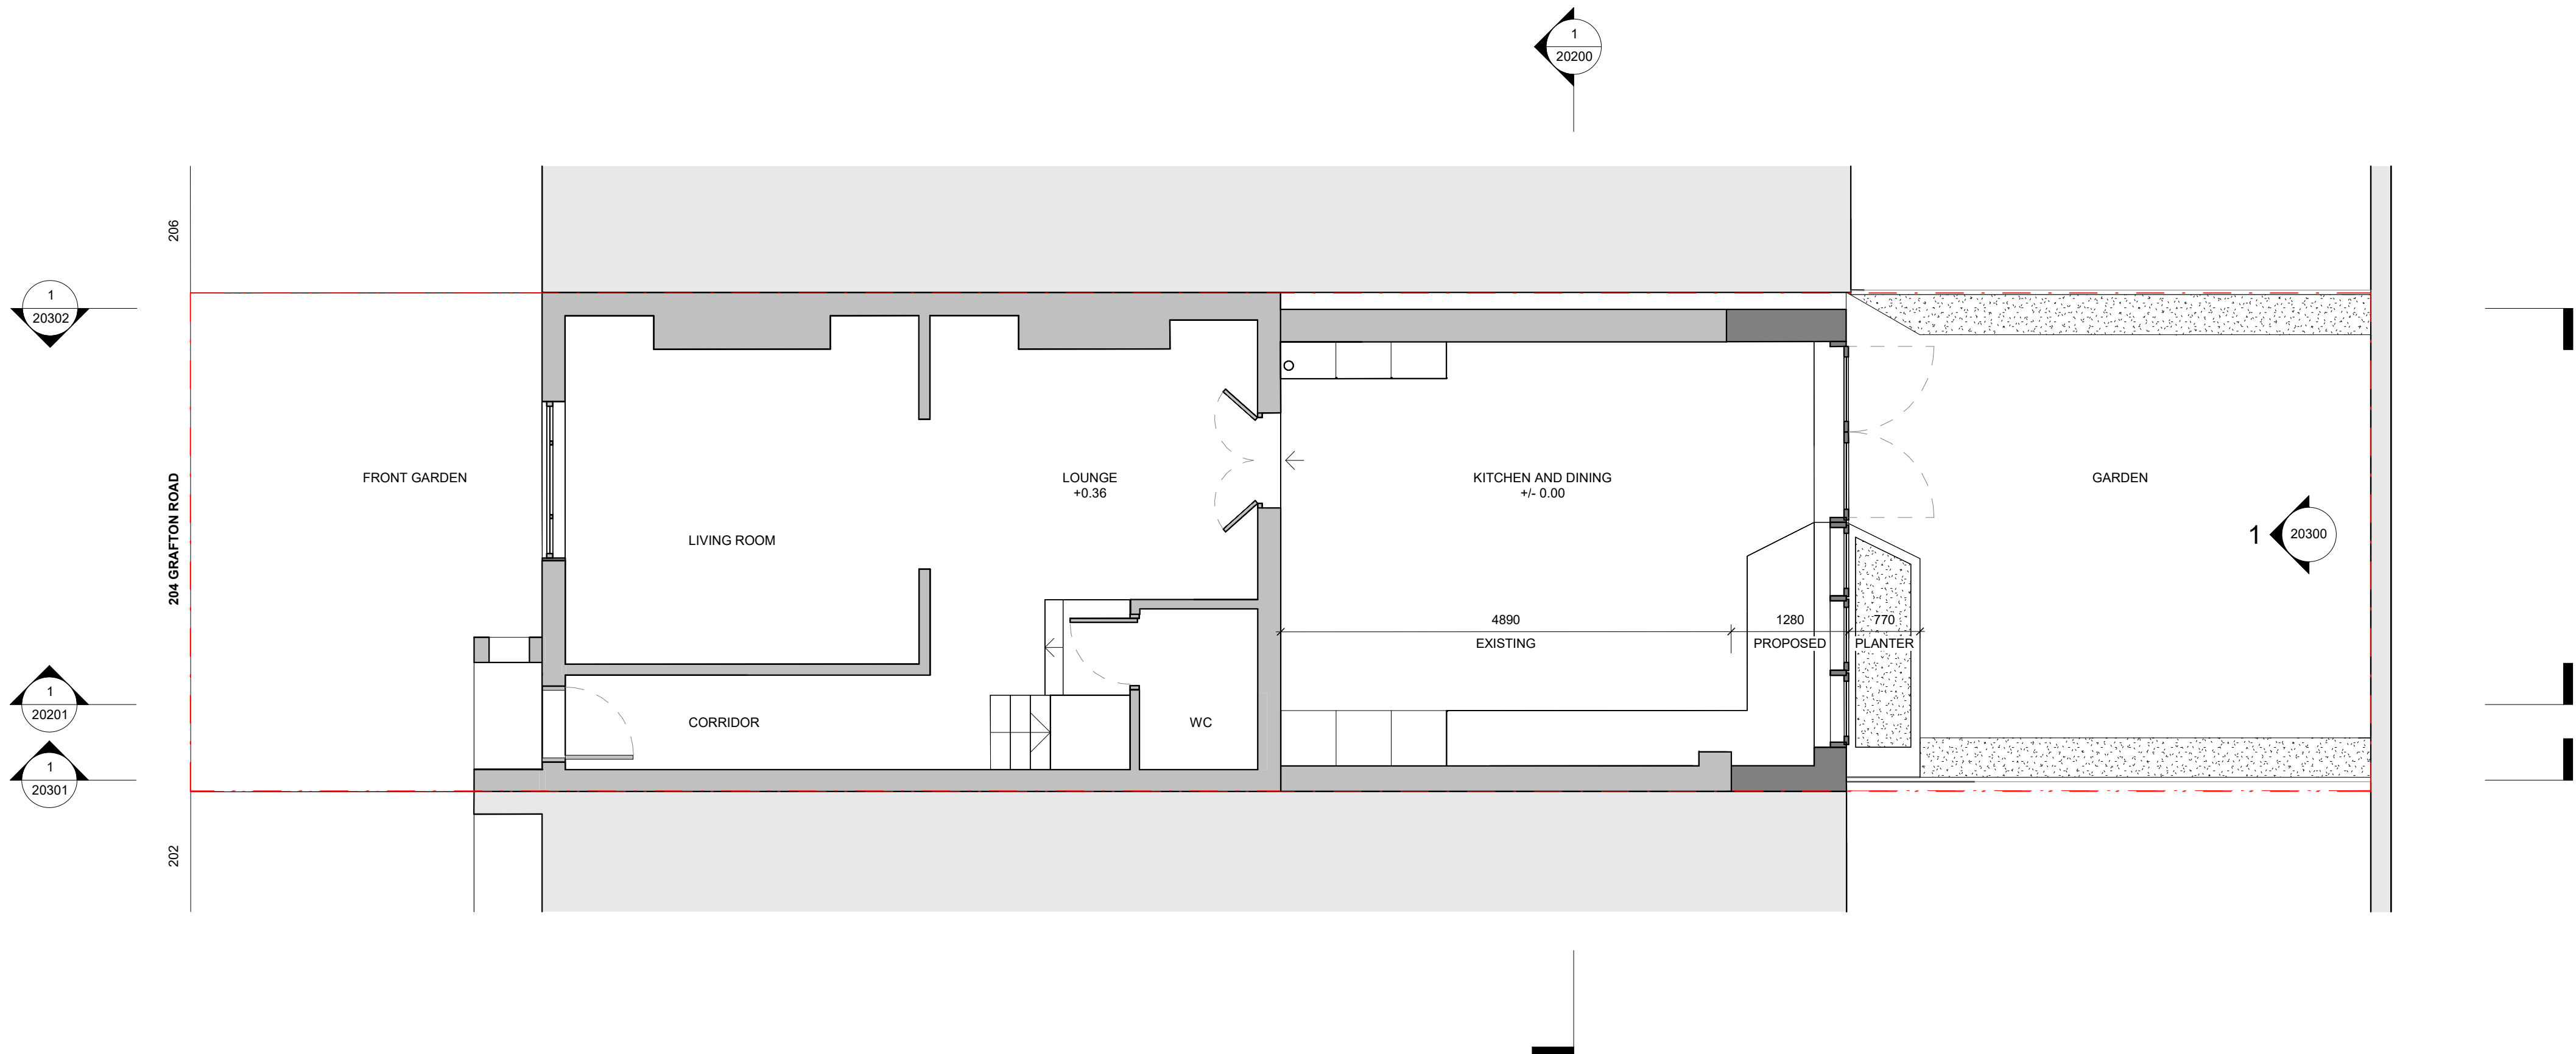 1
20200
206
1
20302
204 GRAFTON ROAD
FRONT GARDEN
LIVING ROOM
LOUNGE
+0.36
KITCHEN AND DINING
+/- 0.00
GARDEN
1
20300
4890
1280
770
EXISTING
PROPOSED
PLANTER
1
20201
CORRIDOR
WC
1
20301
202